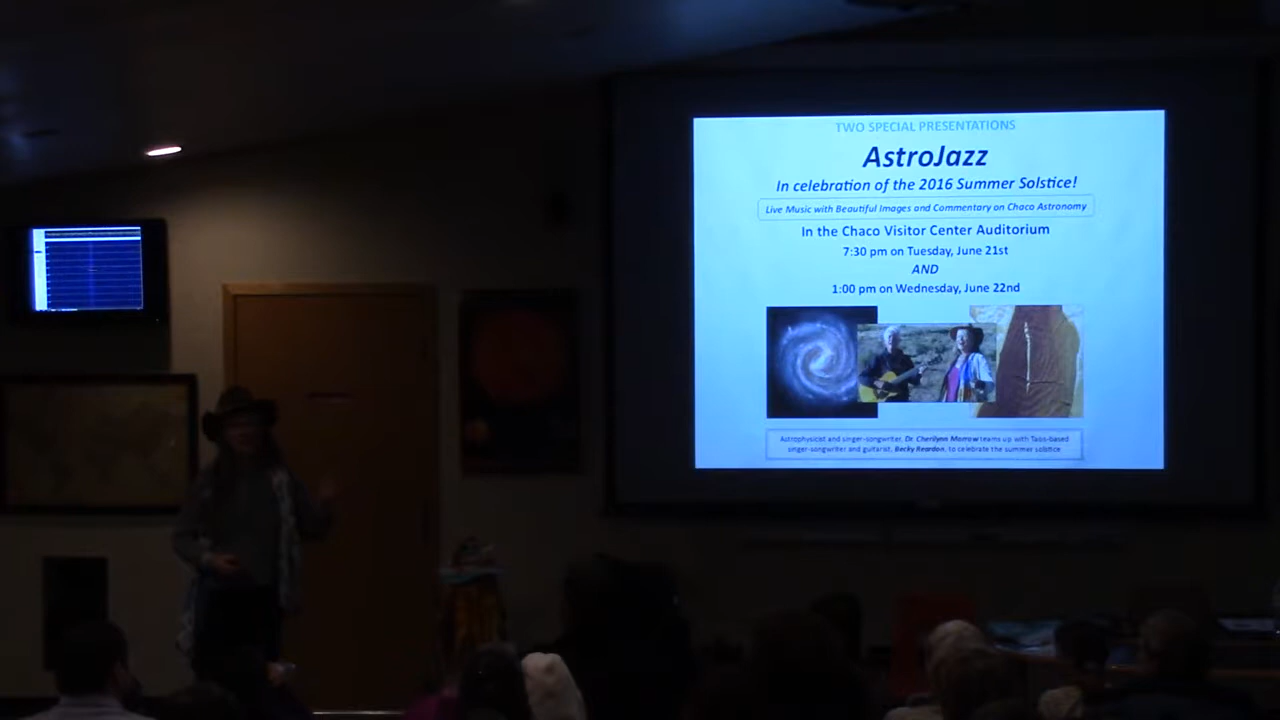 TWO SPECIAL PRESENTATIONS
AstroJazz
In celebration of the 2016 Summer Solstice!
Live Music with Beautiful Images and Commentary on Chaco Astronomy
In the Chaco Visitor Center Auditorium
7:30 pm on Tuesday, June 21st
AND
1:00 pm on Wednesday, June 22nd
Astrophysicist and singer-songwriter, Dr. Cherilynn Morrow teams up with Taos-based
singer-songwriter and guitarist, Becky Reardon, to celebrate the summer solstice